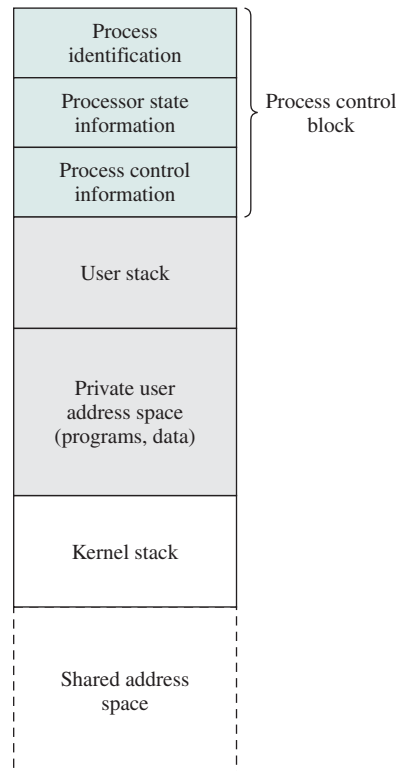 Process
identification
Processor state
information
Process control
information
Process control
block
User stack
Private user
address space
(programs, data)
Kernel stack
Shared address
space